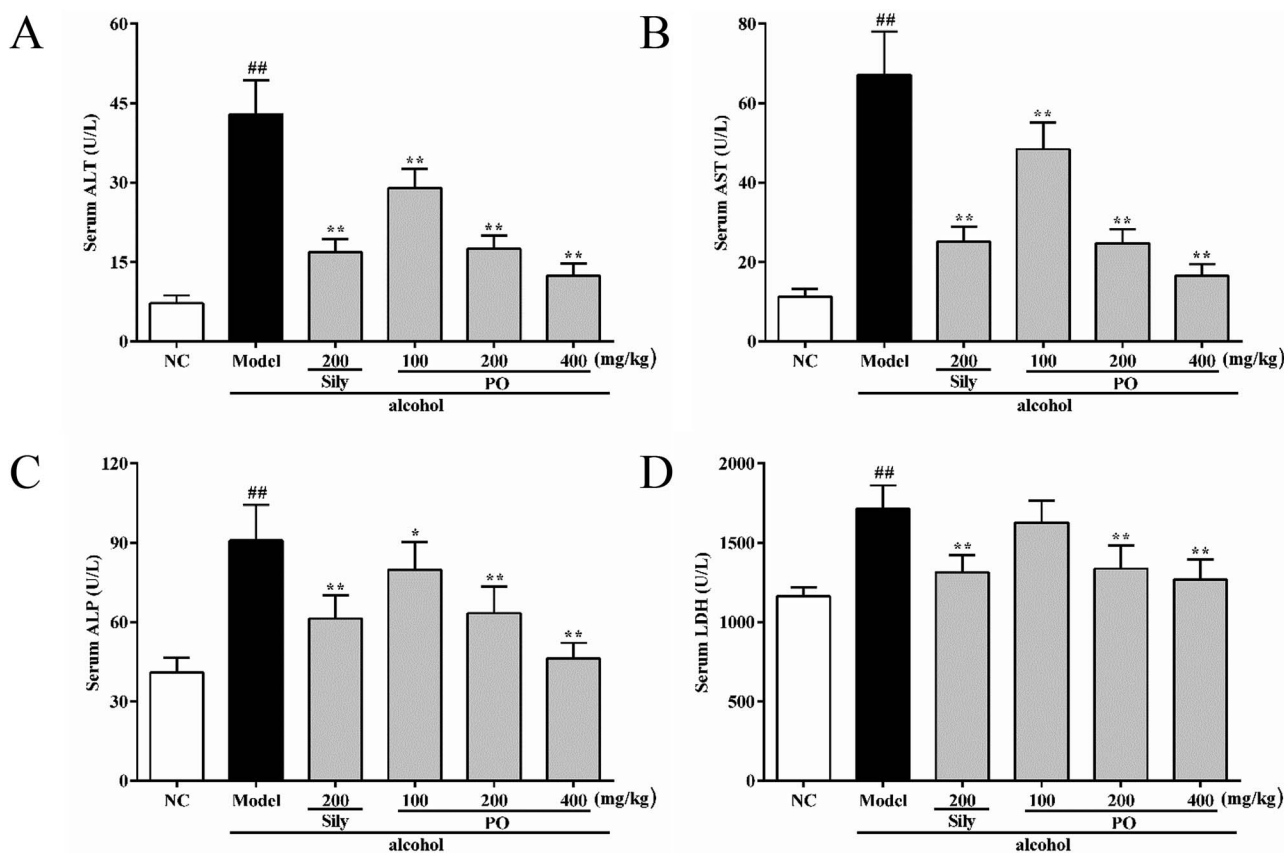 A
Serum ALT (U/L)
60
45
30
15
0
##
**
**
**
**
NC Model 200 100 200 400 (mg/kg)
Sily PO
alcohol
B
Serum AST (U/L)
80
60
40
20
0
##
**
**
**
**
NC Model 200 100 200 400 (mg/kg)
Sily PO
alcohol
C
Serum ALP (U/L)
120
90
60
30
0
##
**
*
**
**
NC Model 200 100 200 400 (mg/kg)
Sily PO
alcohol
D
Serum LDH (U/L)
2000
1500
1000
500
0
##
**
**
**
NC Model 200 100 200 400 (mg/kg)
Sily PO
alcohol